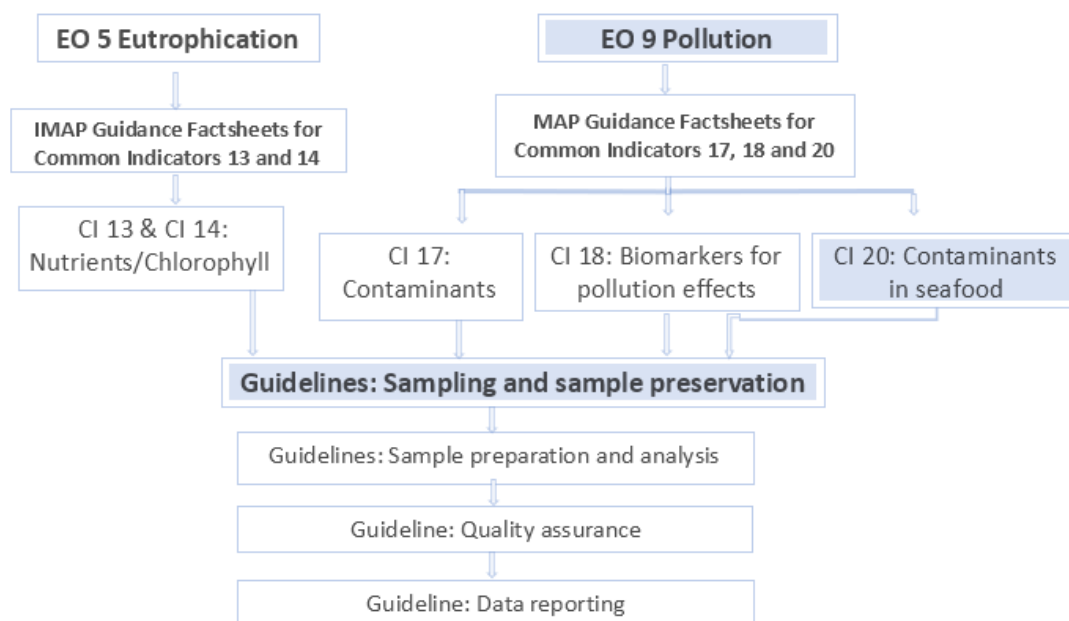 EO 5 Eutrophication
EO 9 Pollution
IMAP Guidance Factsheets for
Common Indicators 13 and 14
MAP Guidance Factsheets for
Common Indicators 17, 18 and 20
CI 13 & CI 14:
Nutrients/Chlorophyll
CI 17:
Contaminants
CI 18: Biomarkers for
pollution effects
CI 20: Contaminants
in seafood
Guidelines: Sampling and sample preservation
Guidelines: Sample preparation and analysis
Guideline: Quality assurance
Guideline: Data reporting